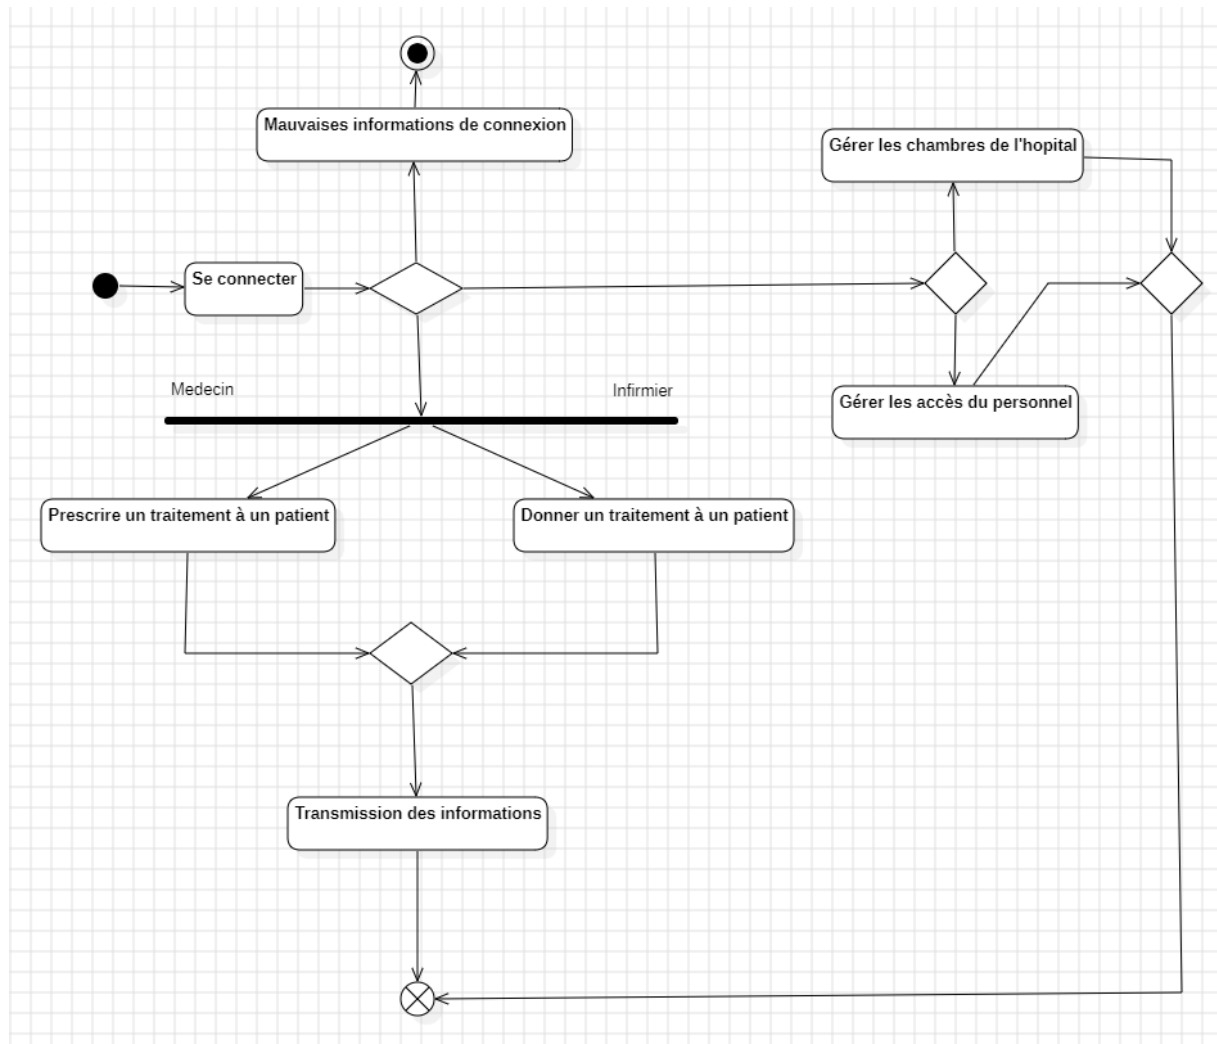 Mauvaises informations de connexion
Gérer les chambres de l'hopital
Se connecter
Medecin
Infirmier
Gérer les accès du personnel
Prescrire un traitement à un patient
Donner un traitement à un patient
Transmission des informations